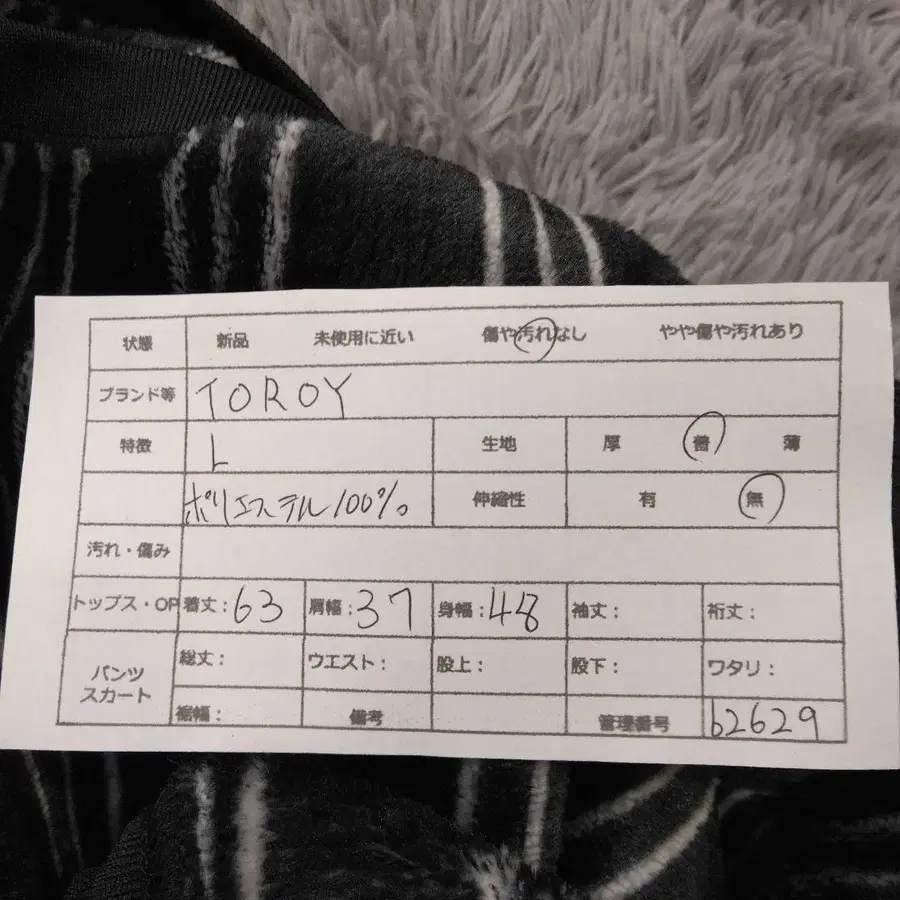 状態 新品 未使用に近い 傷や汚れなし やや傷や汚れあり
ブランド等 TOROY
特徴 L 生地 厚 普 薄
ポリエステル100% 伸縮性 有 無
汚れ・傷み
トップス・OP 着丈：63 肩幅：37 身幅：48 袖丈： 裄丈：
パンツ スカート 総丈： ウエスト： 股上： 股下： ワタリ：
裾幅： 備考 管理番号 b2629